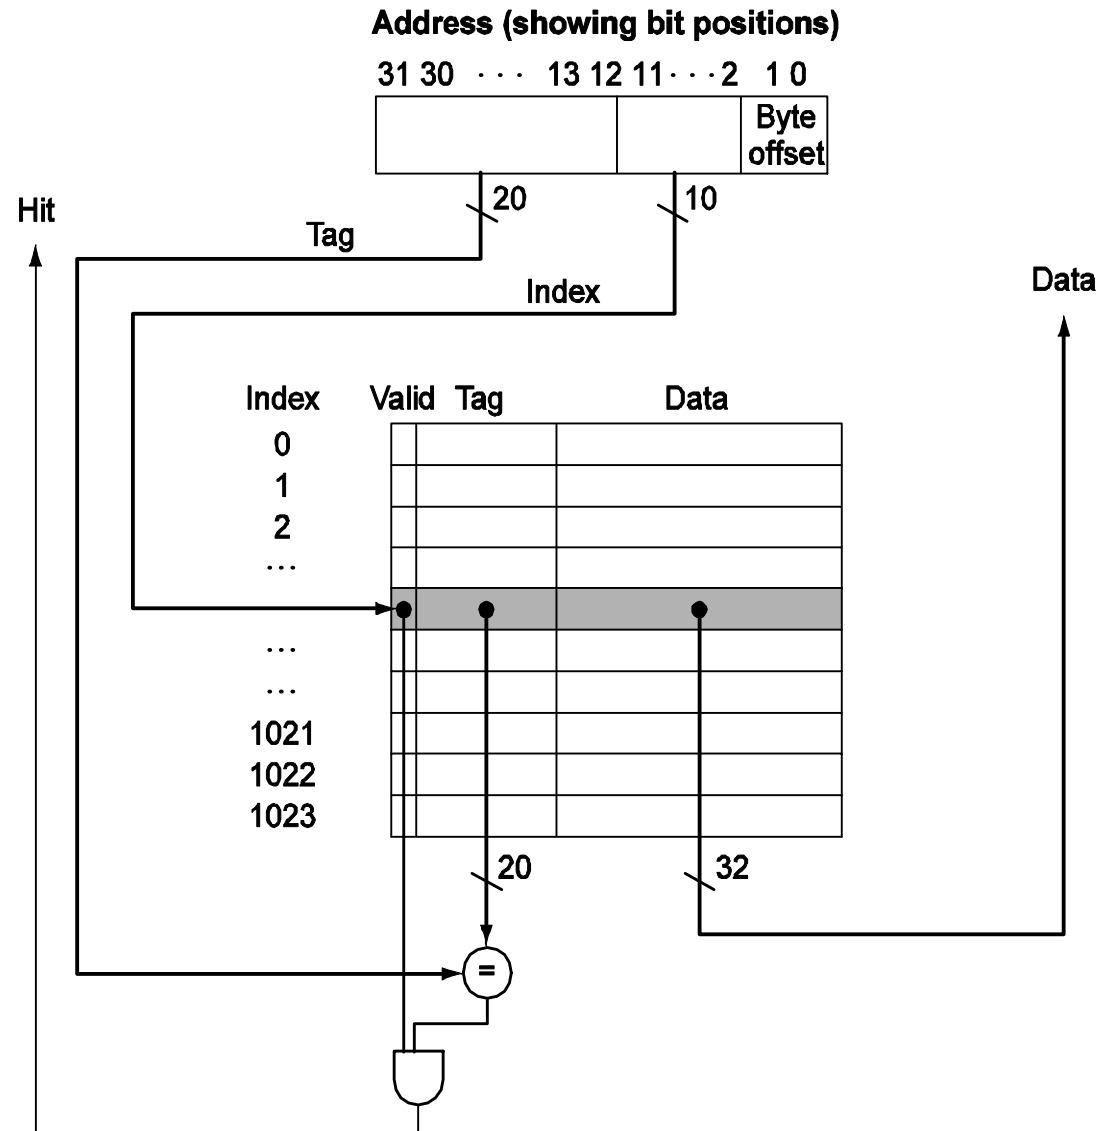 Address (showing bit positions)
31 30 · · · 13 12 11 · · · 2 1 0
Byte
offset
20
10
Hit
Tag
Index
Data
Index Valid Tag Data
0
1
2
...
...
...
1021
1022
1023
20
32
=